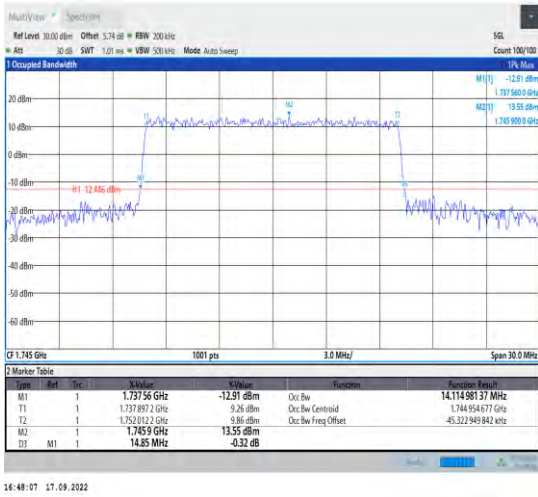 MultiView Spectrum
Ref Level 30.00 dBm Offset 5.74 dB RBW 200 kHz SGL
Att 30 dB SWT 1.01 ms VBW 500 kHz Mode Auto Sweep Count 100/100
1 Occupied Bandwidth 1Pk Max
M1[1] -12.91 dBm
1.737 560 0 GHz
M2[1] 13.55 dBm
1.745 900 0 GHz
20 dBm
M2
T1
T2
10 dBm
0 dBm
-10 dBm
M1
H1 -12.446 dBm
-20 dBm
-30 dBm
-40 dBm
-50 dBm
-60 dBm
CF 1.745 GHz 1001 pts 3.0 MHz/ Span 30.0 MHz
2 Marker Table
Type Ref Trc X-Value Y-Value Function Function Result
M1 1 1.737 56 GHz -12.91 dBm Occ Bw 14.114 981 37 MHz
T1 1 1.737 897 2 GHz 9.26 dBm Occ Bw Centroid 1.744 954 677 GHz
T2 1 1.752 012 2 GHz 9.86 dBm Occ Bw Freq Offset -45.322 949 842 kHz
M2 1 1.745 9 GHz 13.55 dBm
D3 M1 1 14.85 MHz -0.32 dB
16:48:07 17.09.2022